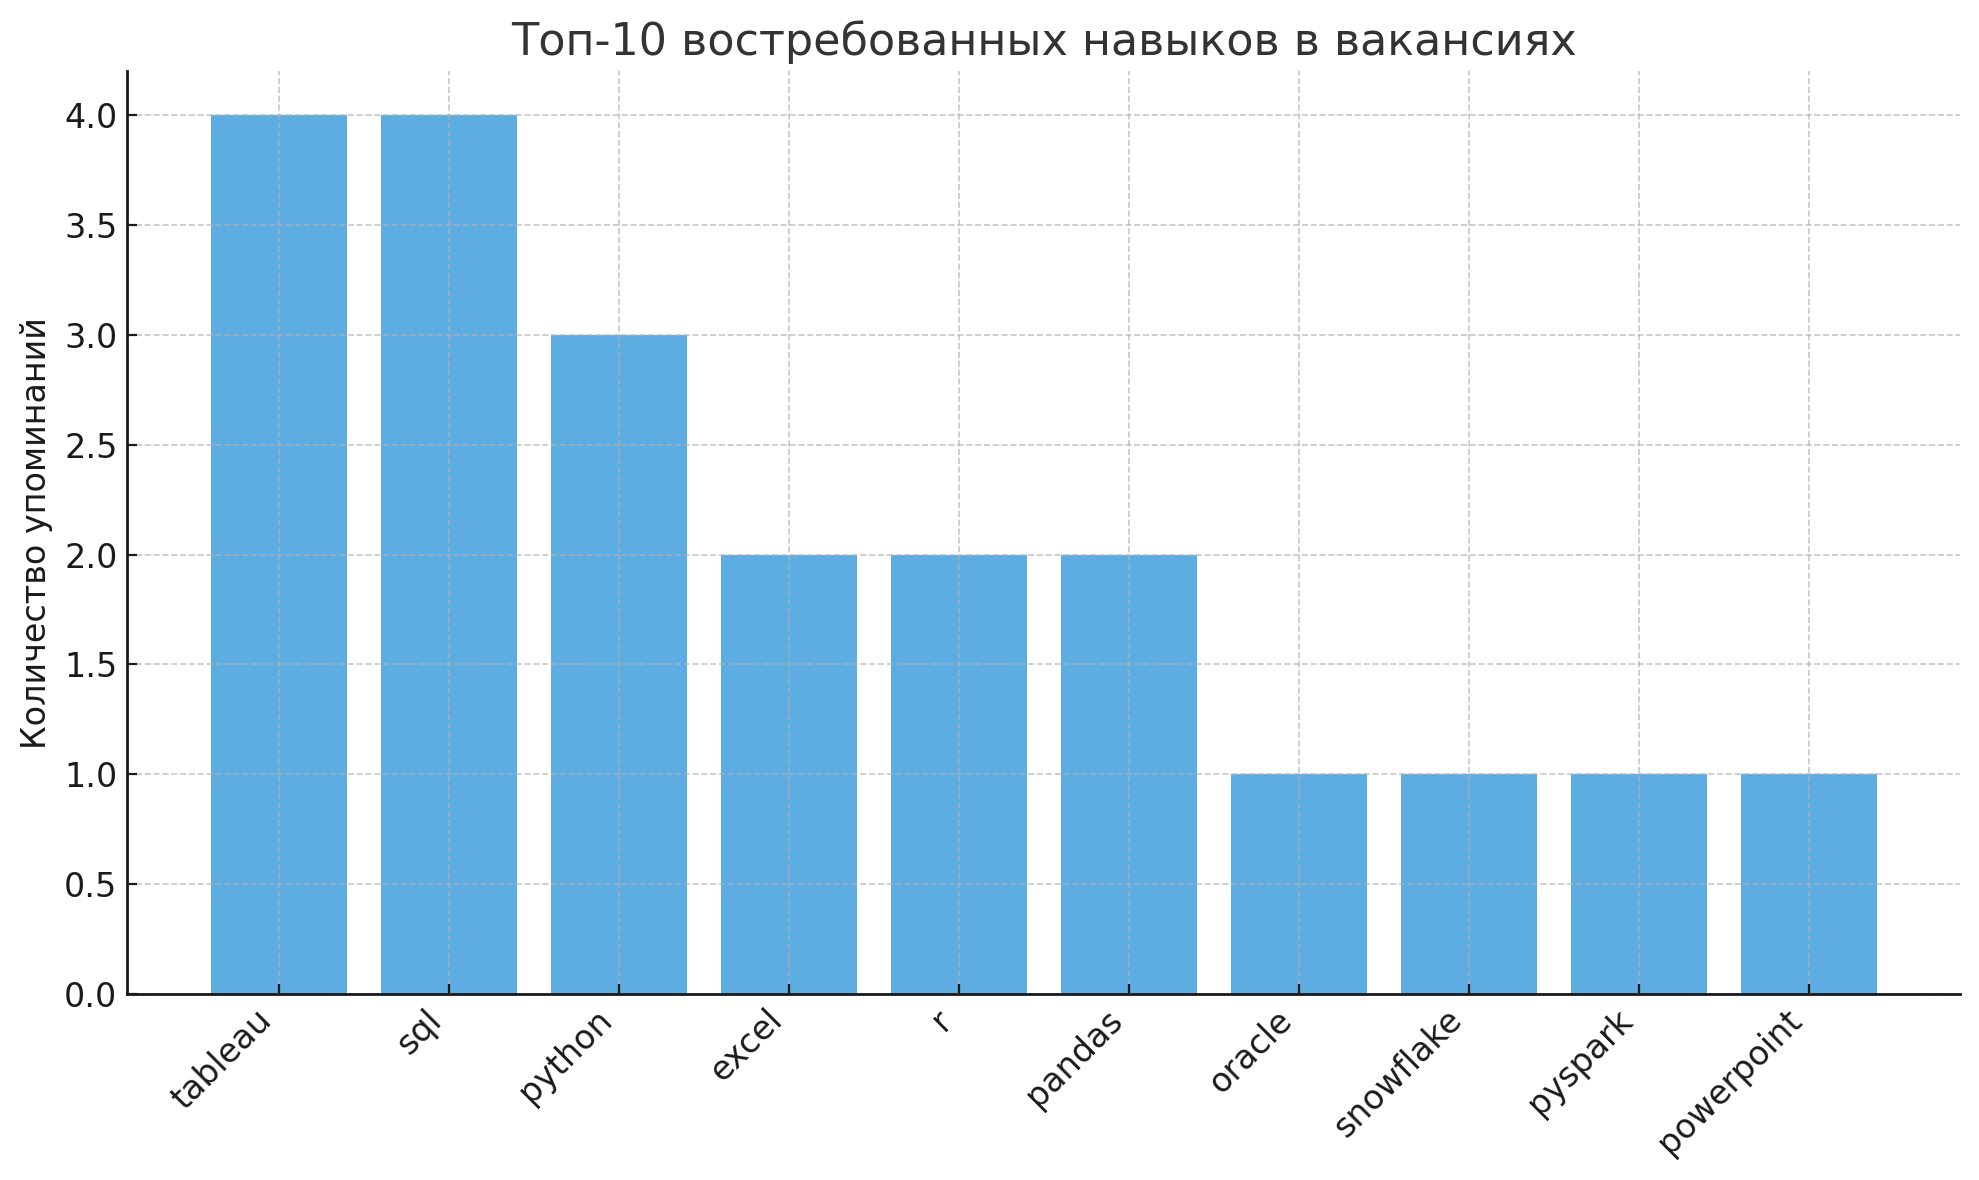 Топ-10 востребованных навыков в вакансиях
Количество упоминаний
4.0
3.5
3.0
2.5
2.0
1.5
1.0
0.5
0.0
tableau
sql
python
excel
r
pandas
oracle
snowflake
pyspark
powerpoint